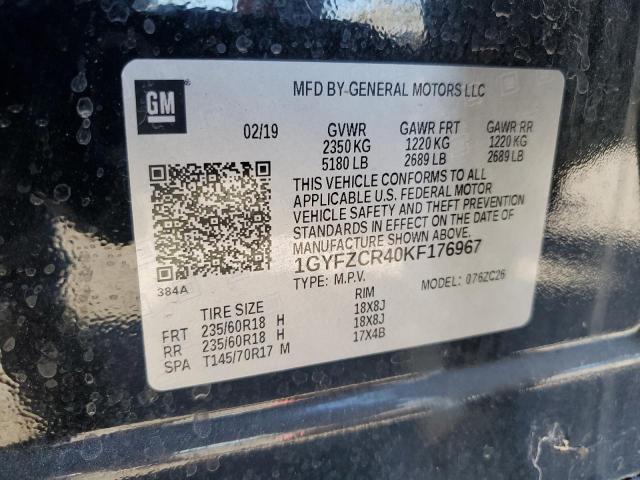 GM
MFD BY GENERAL MOTORS LLC
02/19 GVWR GAWR FRT GAWR RR
2350 KG 1220 KG 1220 KG
5180 LB 2689 LB 2689 LB
THIS VEHICLE CONFORMS TO ALL
APPLICABLE U.S. FEDERAL MOTOR
VEHICLE SAFETY AND THEFT PREVENTION
STANDARDS IN EFFECT ON THE DATE OF
MANUFACTURE SHOWN ABOVE.
1GYFZCR40KF176967
TYPE: M.P.V. MODEL: 076ZC26
384A
TIRE SIZE RIM
FRT 235/60R18 H 18X8J
RR 235/60R18 H 18X8J
SPA T145/70R17 M 17X4B